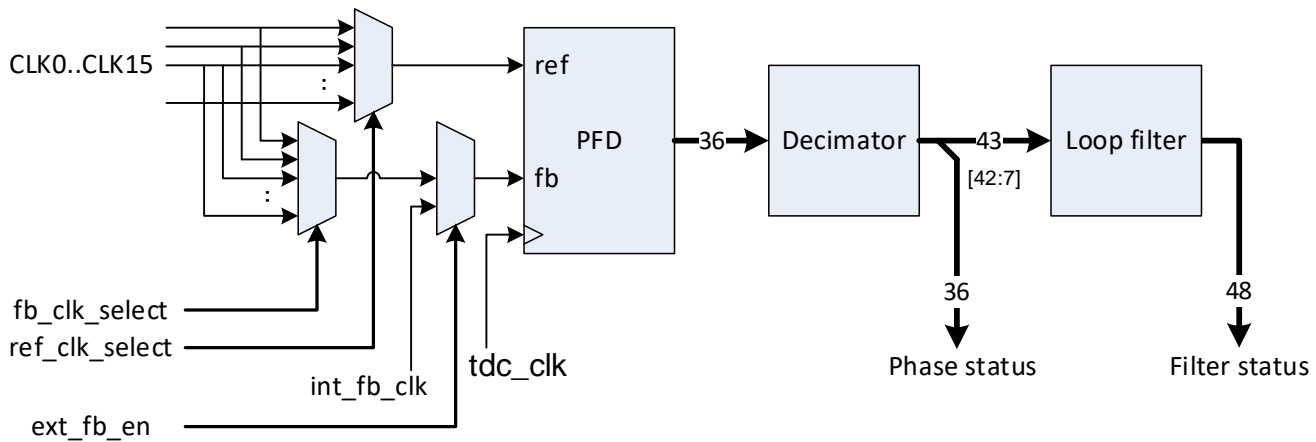 CLK0..CLK15
:
:
ref
PFD
fb
36
Decimator
43
[42:7]
Loop filter
36
48
fb_clk_select
ref_clk_select
int_fb_clk
tdc_clk
ext_fb_en
Phase status
Filter status